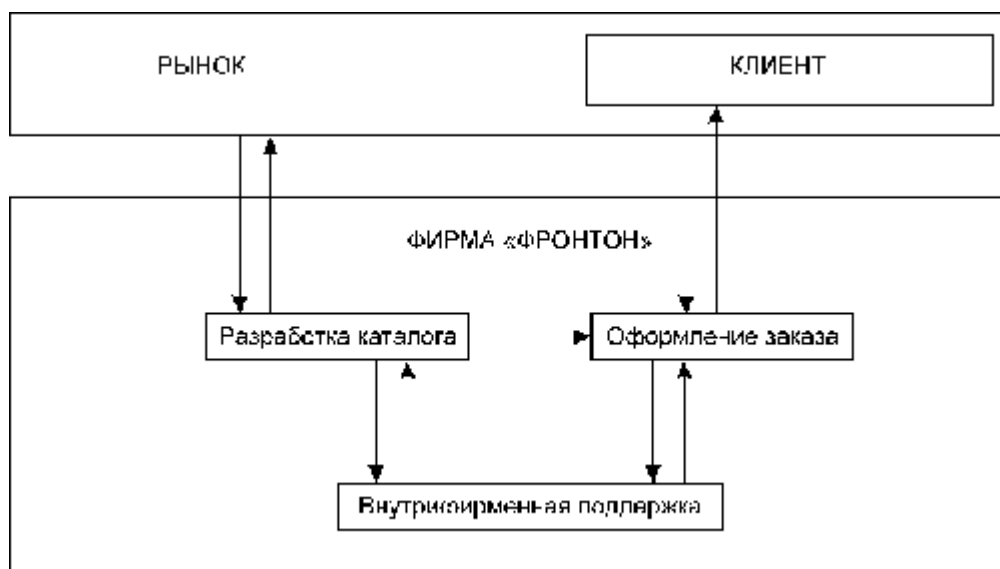 РЫНОК
КЛИЕНТ
ФИРМА «ФРОНТОН»
Разработка каталога
Оформление заказа
Внутрифирменная поддержка